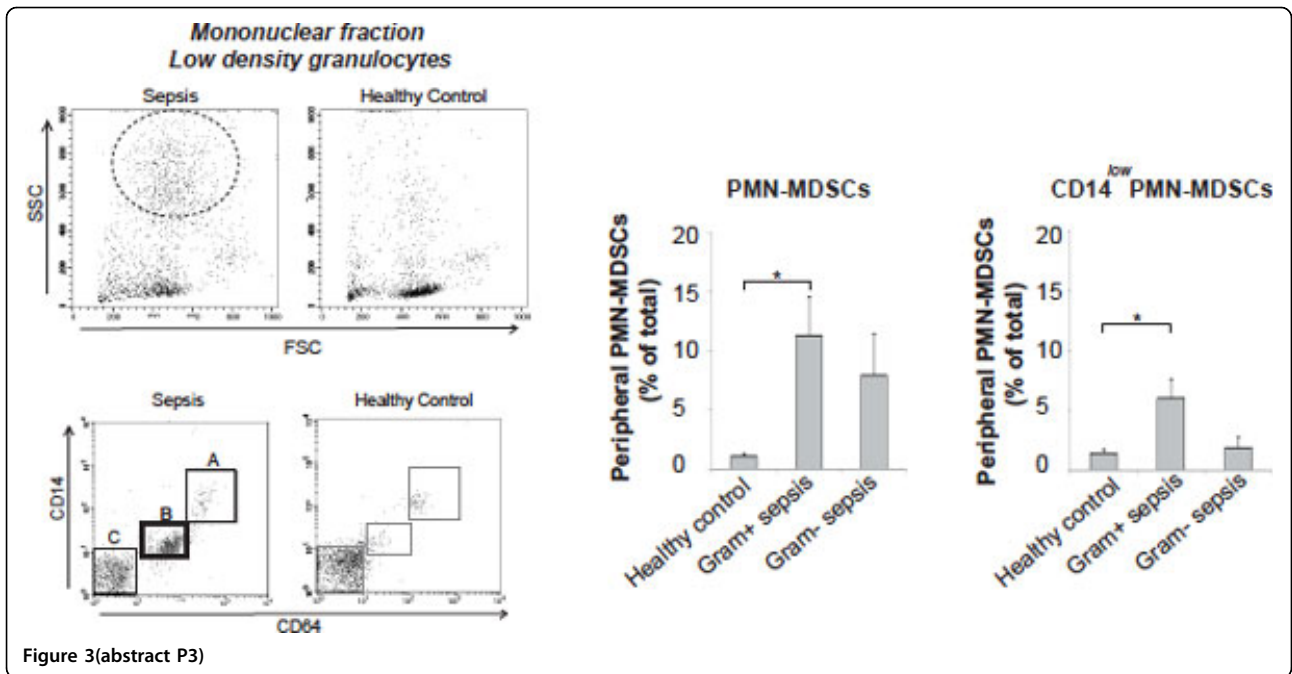 Mononuclear fraction
Low density granulocytes
Sepsis
Healthy Control
SSC
FSC
Sepsis
Healthy Control
A
B
C
CD14
CD64
PMN-MDSCs
Peripheral PMN-MDSCs
(% of total)
20
15
10
5
0
*
Healthy control
Gram+ sepsis
Gram- sepsis
CD14low PMN-MDSCs
Peripheral PMN-MDSCs
(% of total)
20
15
10
5
0
*
Healthy control
Gram+ sepsis
Gram- sepsis
Figure 3(abstract P3)